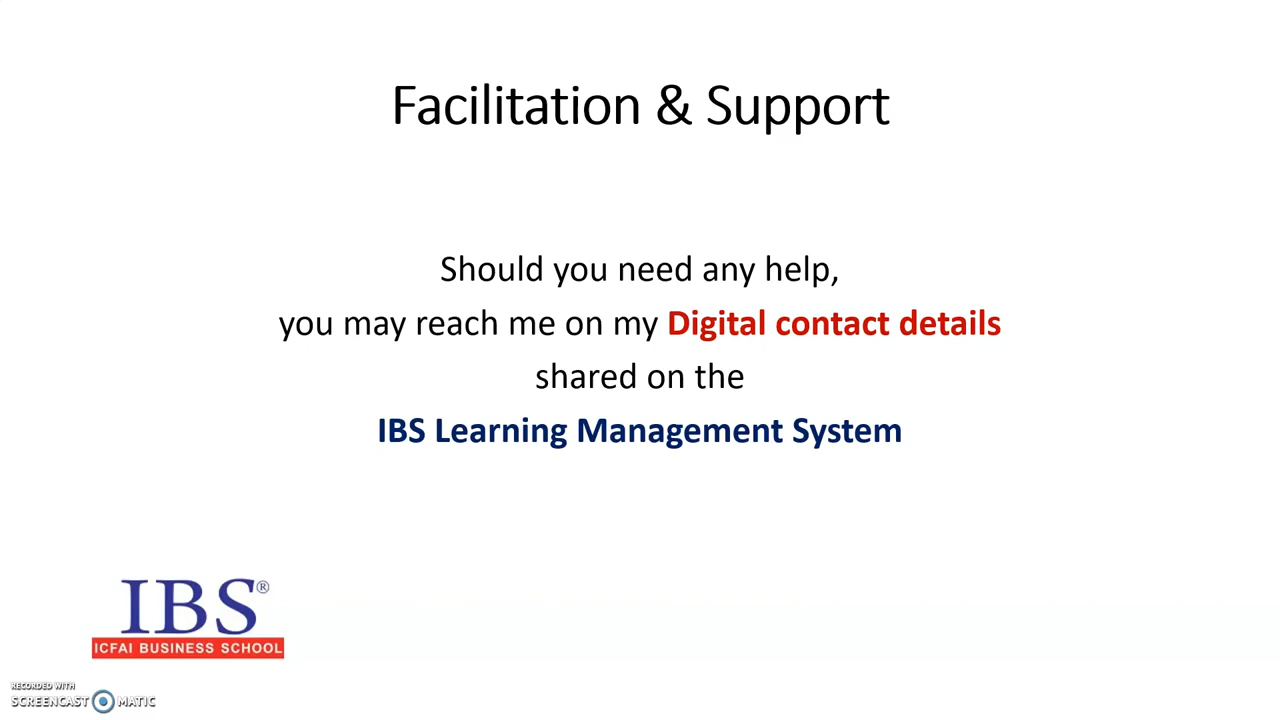 Facilitation & Support
Should you need any help,
you may reach me on my Digital contact details
shared on the
IBS Learning Management System
IBS®
ICFAI BUSINESS SCHOOL
RECORDED WITH
SCREENCAST MATIC